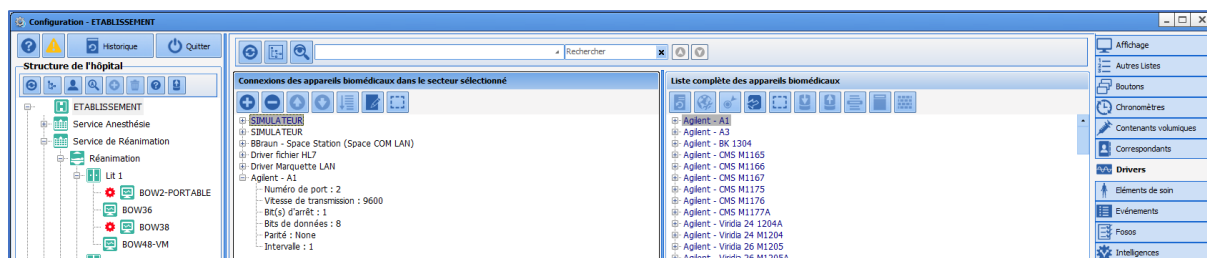 Configuration - ETABLISSEMENT
Historique
Quitter
Structure de l'hôpital
ETABLISSEMENT
Service Anesthésie
Service de Réanimation
Réanimation
Lit 1
BOW2-PORTABLE
BOW36
BOW38
BOW48-VM
Rechercher
Connexions des appareils biomédicaux dans le secteur sélectionné
SIMULATEUR
SIMULATEUR
BBraun - Space Station (Space COM LAN)
Driver fichier HL7
Driver Marquette LAN
Agilent - A1
Numéro de port : 2
Vitesse de transmission : 9600
Bit(s) d'arrêt : 1
Bits de données : 8
Parité : None
Intervalle : 1
Liste complète des appareils biomédicaux
Agilent - A1
Agilent - A3
Agilent - BK 1304
Agilent - CMS M1165
Agilent - CMS M1166
Agilent - CMS M1167
Agilent - CMS M1175
Agilent - CMS M1176
Agilent - CMS M1177A
Agilent - Viridia 24 1204A
Agilent - Viridia 24 M1204
Agilent - Viridia 26 M1205
Agilent - Viridia 26 M1205A
Affichage
Autres Listes
Boutons
Chronomètres
Contenants volumiques
Correspondants
Drivers
Eléments de soin
Evénements
Fosos
Intelligences